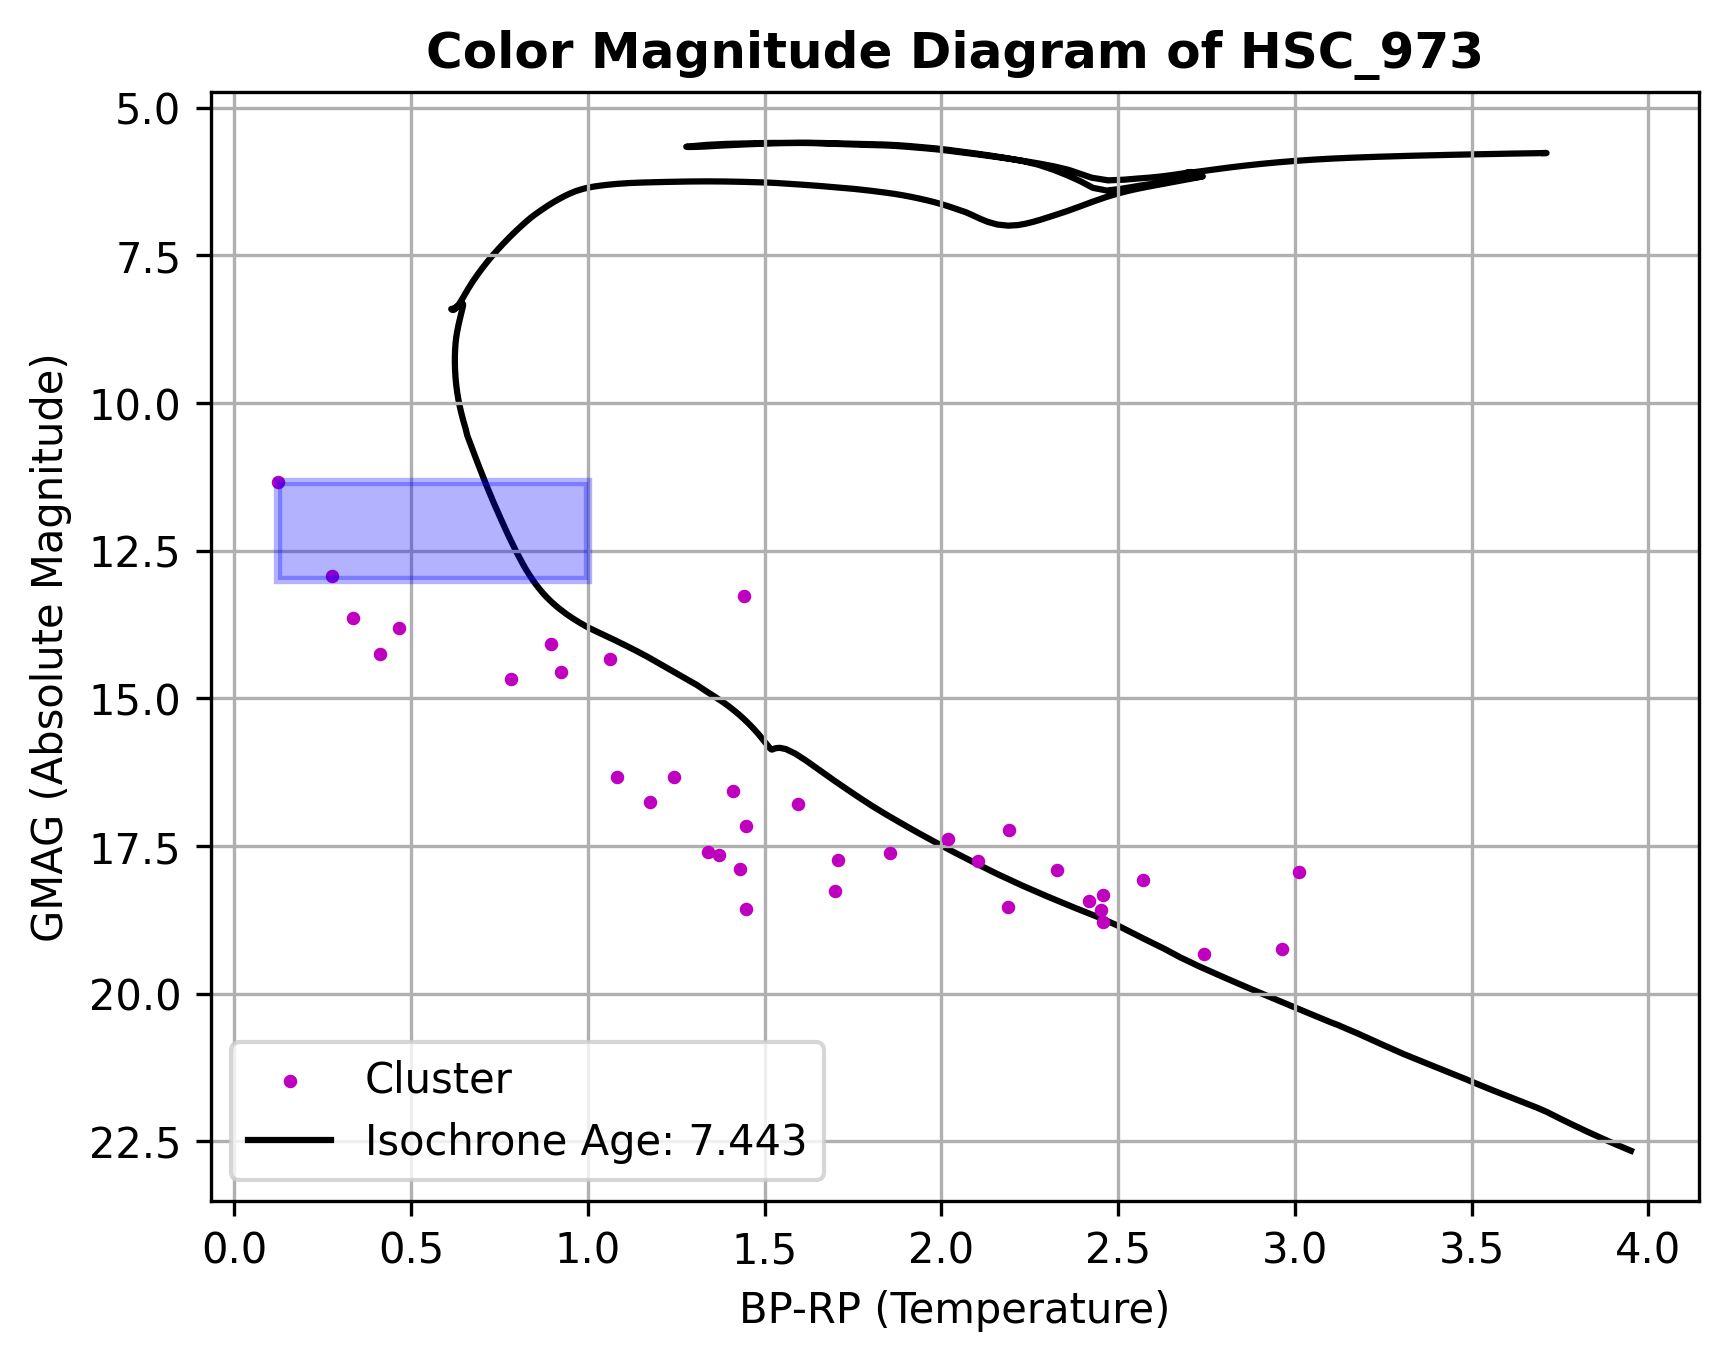 Color Magnitude Diagram of HSC_973
GMAG (Absolute Magnitude)
5.0
7.5
10.0
12.5
15.0
17.5
20.0
22.5
Cluster
Isochrone Age: 7.443
0.0 0.5 1.0 1.5 2.0 2.5 3.0 3.5 4.0
BP-RP (Temperature)